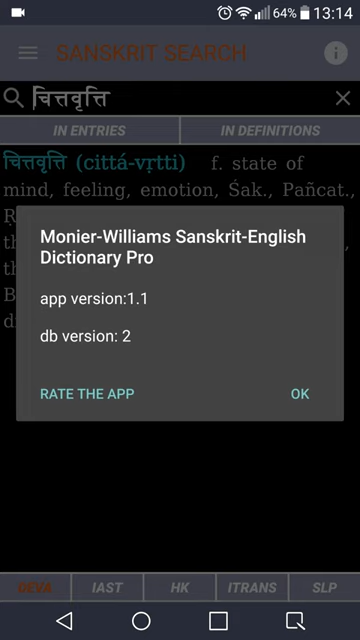 64% 13:14
SANSKRIT SEARCH
चित्तवृत्ति
IN ENTRIES IN DEFINITIONS
चित्तवृत्ति (cittá-vṛtti) f. state of
mind, feeling, emotion, Śak., Pañcat.,
Monier-Williams Sanskrit-English
Dictionary Pro
app version:1.1
db version: 2
RATE THE APP OK
DEVA IAST HK ITRANS SLP